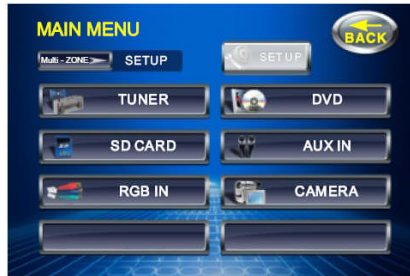 MAIN MENU
BACK
Multi - ZONE SETUP
SETUP
TUNER
DVD
SD CARD
AUX IN
RGB IN
CAMERA